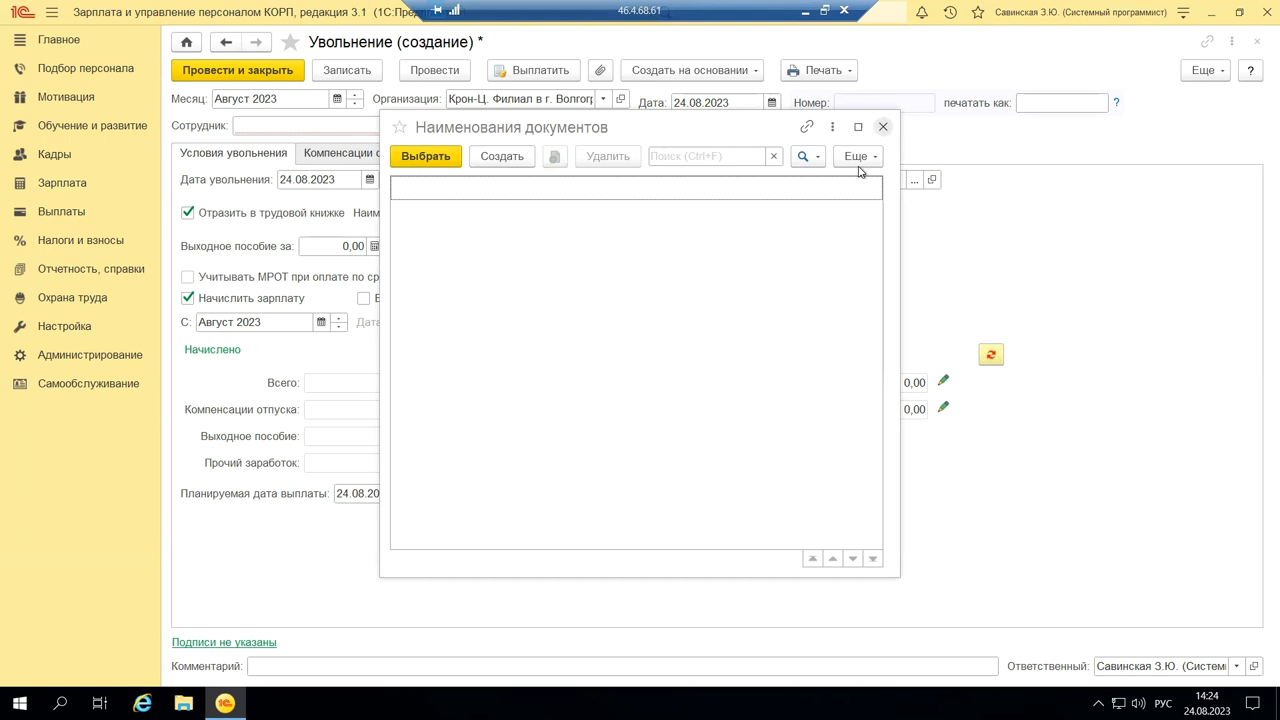 Зарплата и управление персоналом КОРП, редакция 3.1 (1С:Пред
46.4.68.61
Савинская З.Ю. (Системный программист)
Главное
Подбор персонала
Мотивация
Обучение и развитие
Кадры
Зарплата
Выплаты
Налоги и взносы
Отчетность, справки
Охрана труда
Настройка
Администрирование
Самообслуживание
Увольнение (создание) *
Провести и закрыть
Записать
Провести
Выплатить
Создать на основании
Печать
Еще
?
Месяц: Август 2023
Организация: Крон-Ц. Филиал в г. Волгогр
Дата: 24.08.2023
Номер:
печатать как:
?
Сотрудник:
Условия увольнения
Компенсации о
Дата увольнения: 24.08.2023
...
Отразить в трудовой книжке
Наим
Выходное пособие за: 0,00
Учитывать МРОТ при оплате по ср
Начислить зарплату
С: Август 2023
Дата
Начислено
Всего:
0,00
Компенсации отпуска:
0,00
Выходное пособие:
Прочий заработок:
Планируемая дата выплаты: 24.08.20
Наименования документов
Выбрать
Создать
Удалить
Поиск (Ctrl+F)
Еще
Подписи не указаны
Комментарий:
Ответственный: Савинская З.Ю. (Систем
РУС
14:24
24.08.2023